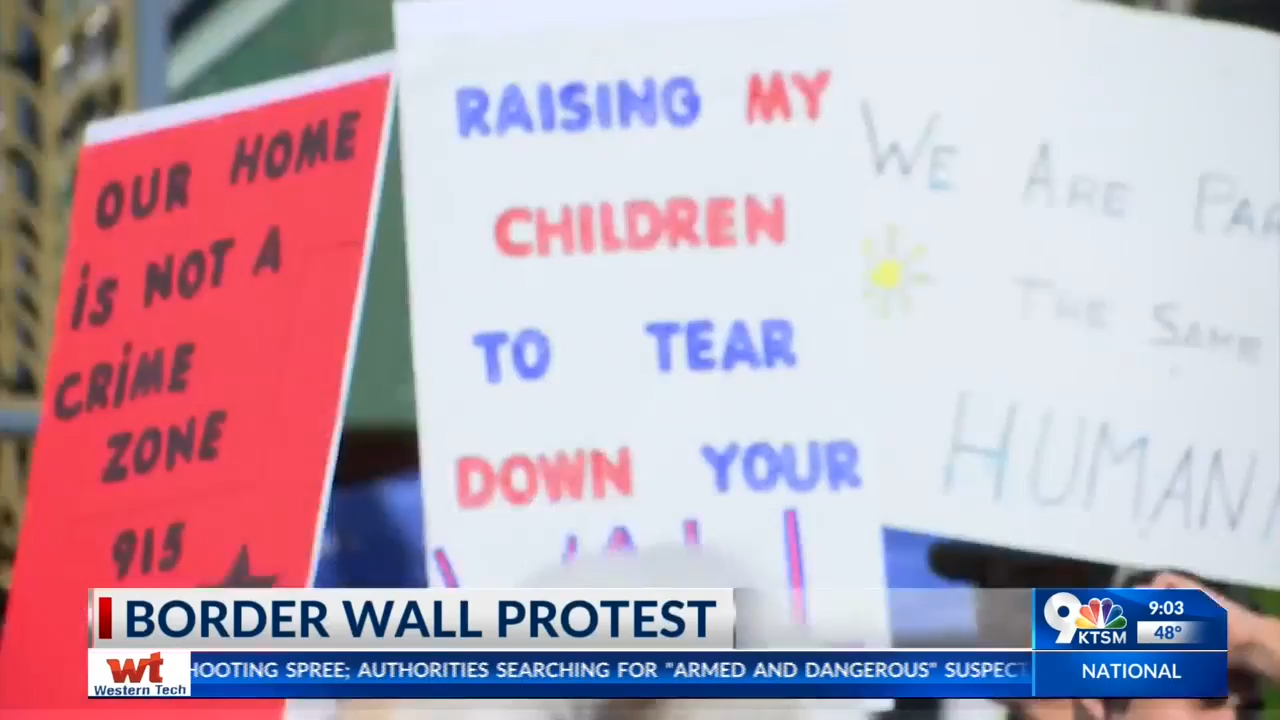 OUR HOME
IS NOT A
CRIME
ZONE
915
RAISING MY
CHILDREN
TO TEAR
DOWN YOUR
WE ARE
THE SAME
BORDER WALL PROTEST
wt
Western Tech
HOOTING SPREE; AUTHORITIES SEARCHING FOR "ARMED AND DANGEROUS" SUSPECT
9
KTSM
9:03
48°
NATIONAL